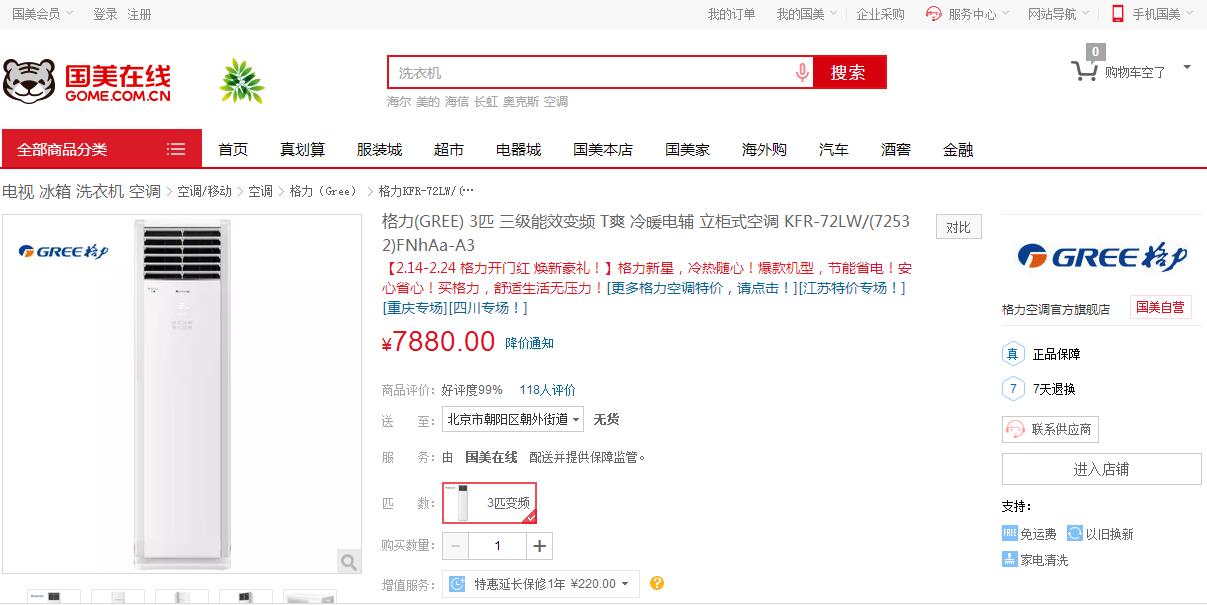 国美会员 登录 注册 我的订单 我的国美 企业采购 服务中心 网站导航 手机国美
国美在线
GOME.COM.CN
洗衣机 搜索
海尔 美的 海信 长虹 奥克斯 空调
0
购物车空了
全部商品分类 首页 真划算 服装城 超市 电器城 国美本店 国美家 海外购 汽车 酒窖 金融
电视 冰箱 洗衣机 空调 > 空调/移动 > 空调 > 格力（Gree） > 格力KFR-72LW/(…
GREE格力
格力(GREE) 3匹 三级能效变频 T爽 冷暖电辅 立柜式空调 KFR-72LW/(7253
2)FNhAa-A3
对比
【2.14-2.24 格力开门红 焕新豪礼！】格力新星，冷热随心！爆款机型，节能省电！安
心省心！买格力，舒适生活无压力！[更多格力空调特价，请点击！][江苏特价专场！]
[重庆专场][四川专场！]
¥7880.00 降价通知
商品评价： 好评度99% 118人评价
送 至： 北京市朝阳区朝外街道 无货
服 务： 由 国美在线 配送并提供保障监管。
匹 数： 3匹变频
购买数量： － 1 +
增值服务： 特惠延长保修1年 ¥220.00 ?
GREE格力
格力空调官方旗舰店 国美自营
真 正品保障
7 7天退换
联系供应商
进入店铺
支持：
FREE 免运费 以旧换新
家电清洗